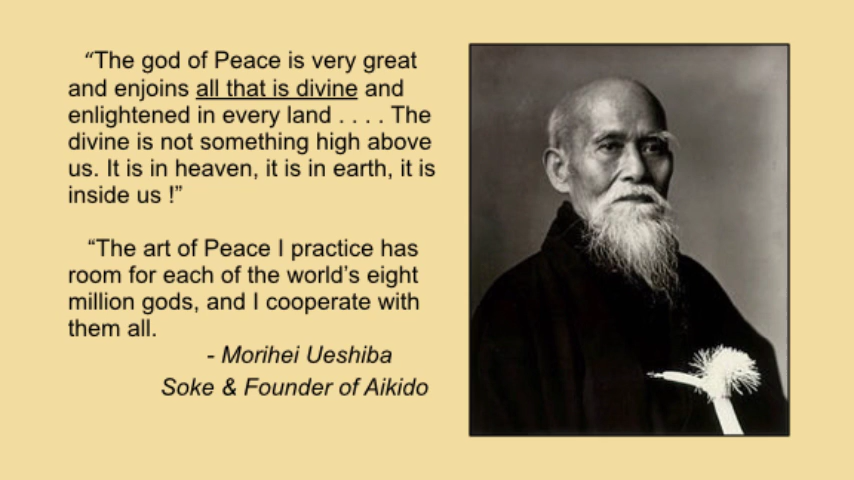 “The god of Peace is very great
and enjoins all that is divine and
enlightened in every land . . . . The
divine is not something high above
us. It is in heaven, it is in earth, it is
inside us !”
“The art of Peace I practice has
room for each of the world’s eight
million gods, and I cooperate with
them all.
- Morihei Ueshiba
Soke & Founder of Aikido